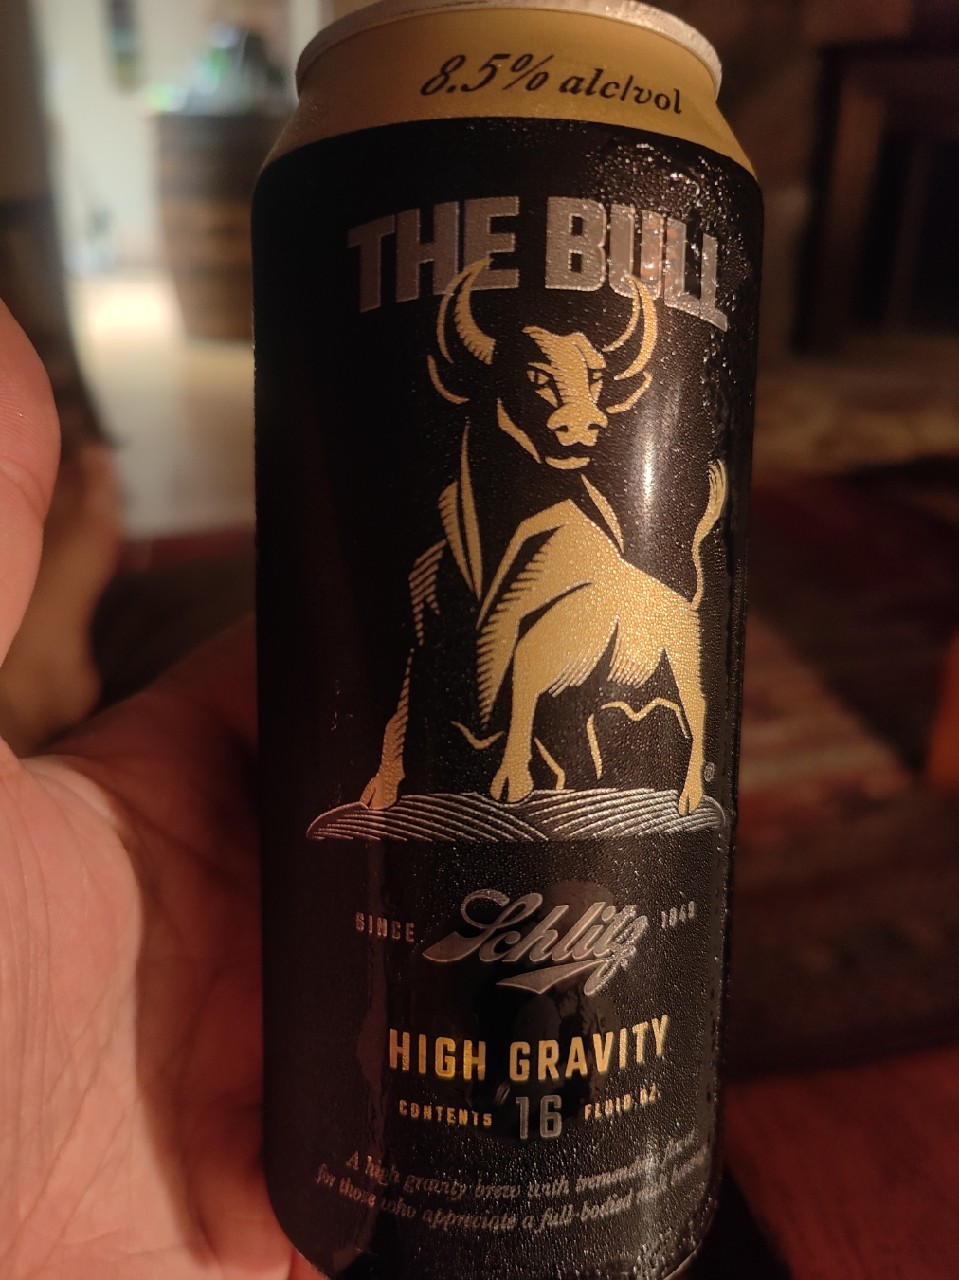 8.5% alc/vol
THE BULL
®
SINCE Schlitz 1849
HIGH GRAVITY
CONTENTS 16 FLUID OZ.
A high gravity brew with
for those who appreciate a full-bodied